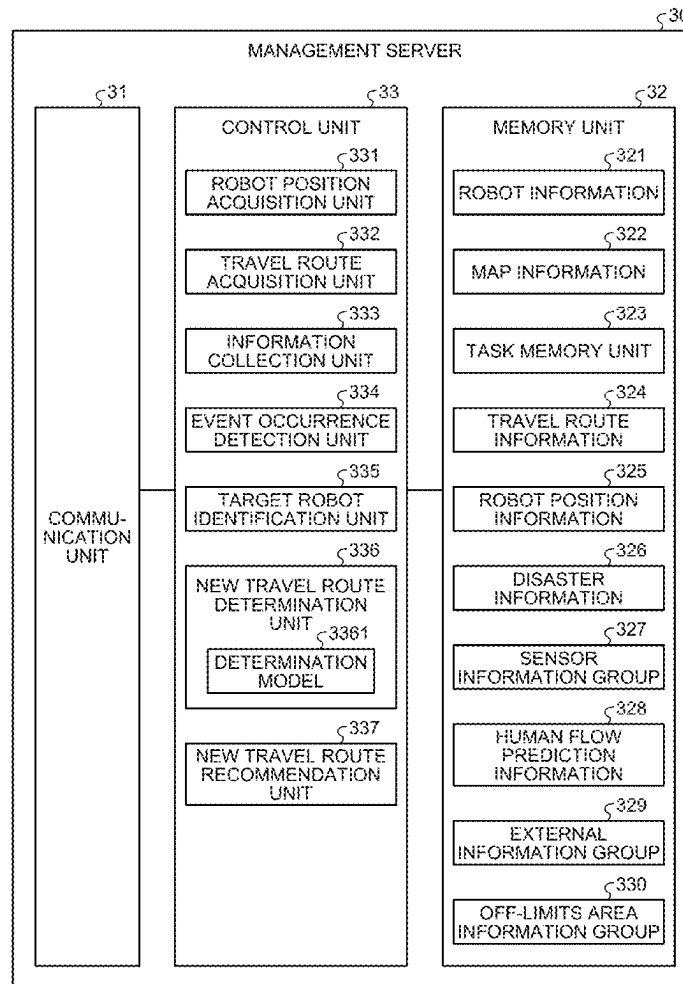 30
MANAGEMENT SERVER
31
COMMU-
NICATION
UNIT
33
CONTROL UNIT
331
ROBOT POSITION
ACQUISITION UNIT
332
TRAVEL ROUTE
ACQUISITION UNIT
333
INFORMATION
COLLECTION UNIT
334
EVENT OCCURRENCE
DETECTION UNIT
335
TARGET ROBOT
IDENTIFICATION UNIT
336
NEW TRAVEL ROUTE
DETERMINATION
UNIT
3361
DETERMINATION
MODEL
337
NEW TRAVEL ROUTE
RECOMMENDATION
UNIT
32
MEMORY UNIT
321
ROBOT INFORMATION
322
MAP INFORMATION
323
TASK MEMORY UNIT
324
TRAVEL ROUTE
INFORMATION
325
ROBOT POSITION
INFORMATION
326
DISASTER
INFORMATION
327
SENSOR
INFORMATION GROUP
328
HUMAN FLOW
PREDICTION
INFORMATION
329
EXTERNAL
INFORMATION GROUP
330
OFF-LIMITS AREA
INFORMATION GROUP